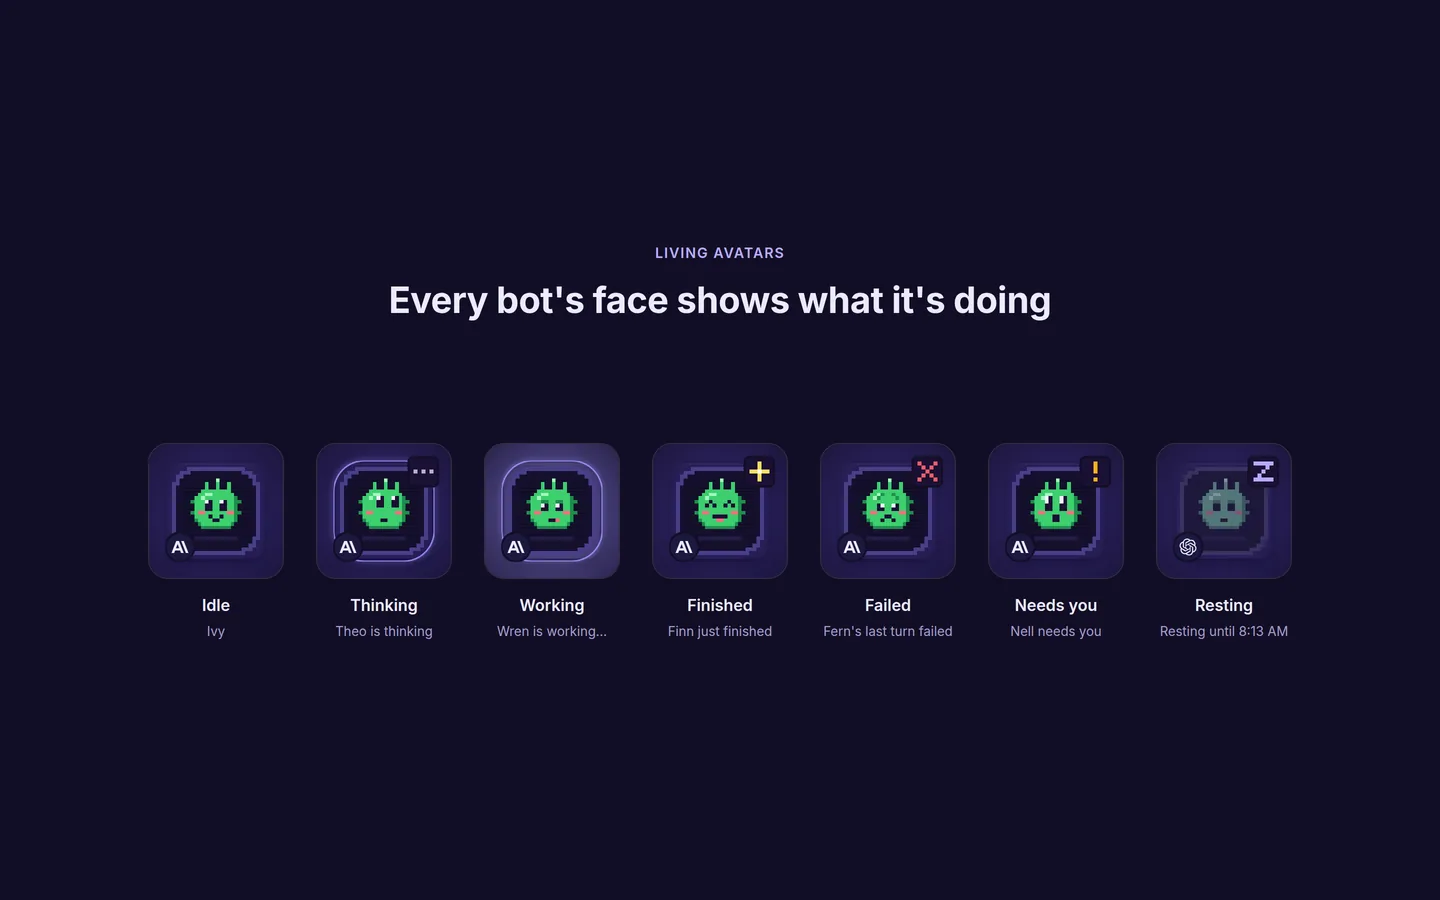 LIVING AVATARS
Every bot's face shows what it's doing
Idle
Ivy
Thinking
Theo is thinking
Working
Wren is working...
Finished
Finn just finished
Failed
Fern's last turn failed
Needs you
Nell needs you
Resting
Resting until 8:13 AM